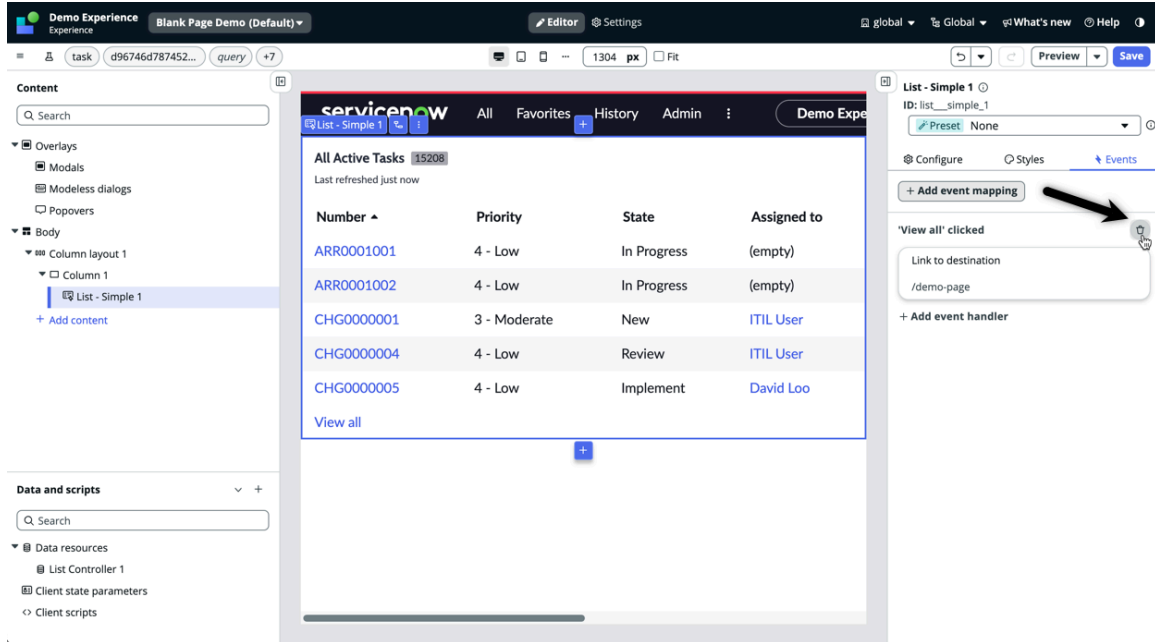 Demo Experience
Experience
Blank Page Demo (Default)
Editor
Settings
global
Global
What's new
Help
task
d96746d787452...
query
+7
1304 px
Fit
Preview
Save
Content
Search
Overlays
Modals
Modeless dialogs
Popovers
Body
Column layout 1
Column 1
List - Simple 1
+ Add content
Data and scripts
Search
Data resources
List Controller 1
Client state parameters
Client scripts
servicenow
All Favorites History Admin
Demo Expe
List - Simple 1
All Active Tasks 15208
Last refreshed just now
Number Priority State Assigned to
ARR0001001 4 - Low In Progress (empty)
ARR0001002 4 - Low In Progress (empty)
CHG0000001 3 - Moderate New ITIL User
CHG0000004 4 - Low Review ITIL User
CHG0000005 4 - Low Implement David Loo
View all
List - Simple 1
ID: list__simple_1
Preset None
Configure
Styles
Events
+ Add event mapping
'View all' clicked
Link to destination
/demo-page
+ Add event handler